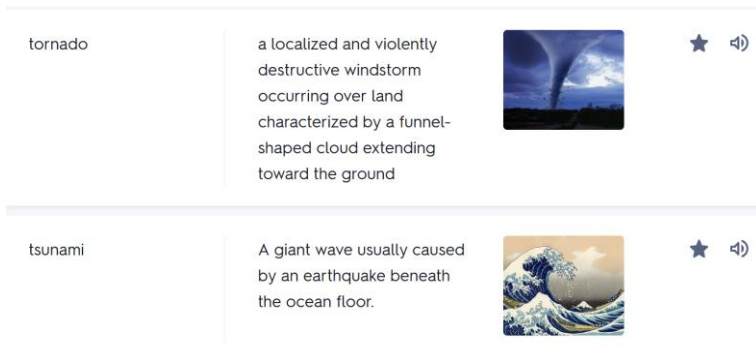 tornado
a localized and violently
destructive windstorm
occurring over land
characterized by a funnel-
shaped cloud extending
toward the ground
tsunami
A giant wave usually caused
by an earthquake beneath
the ocean floor.